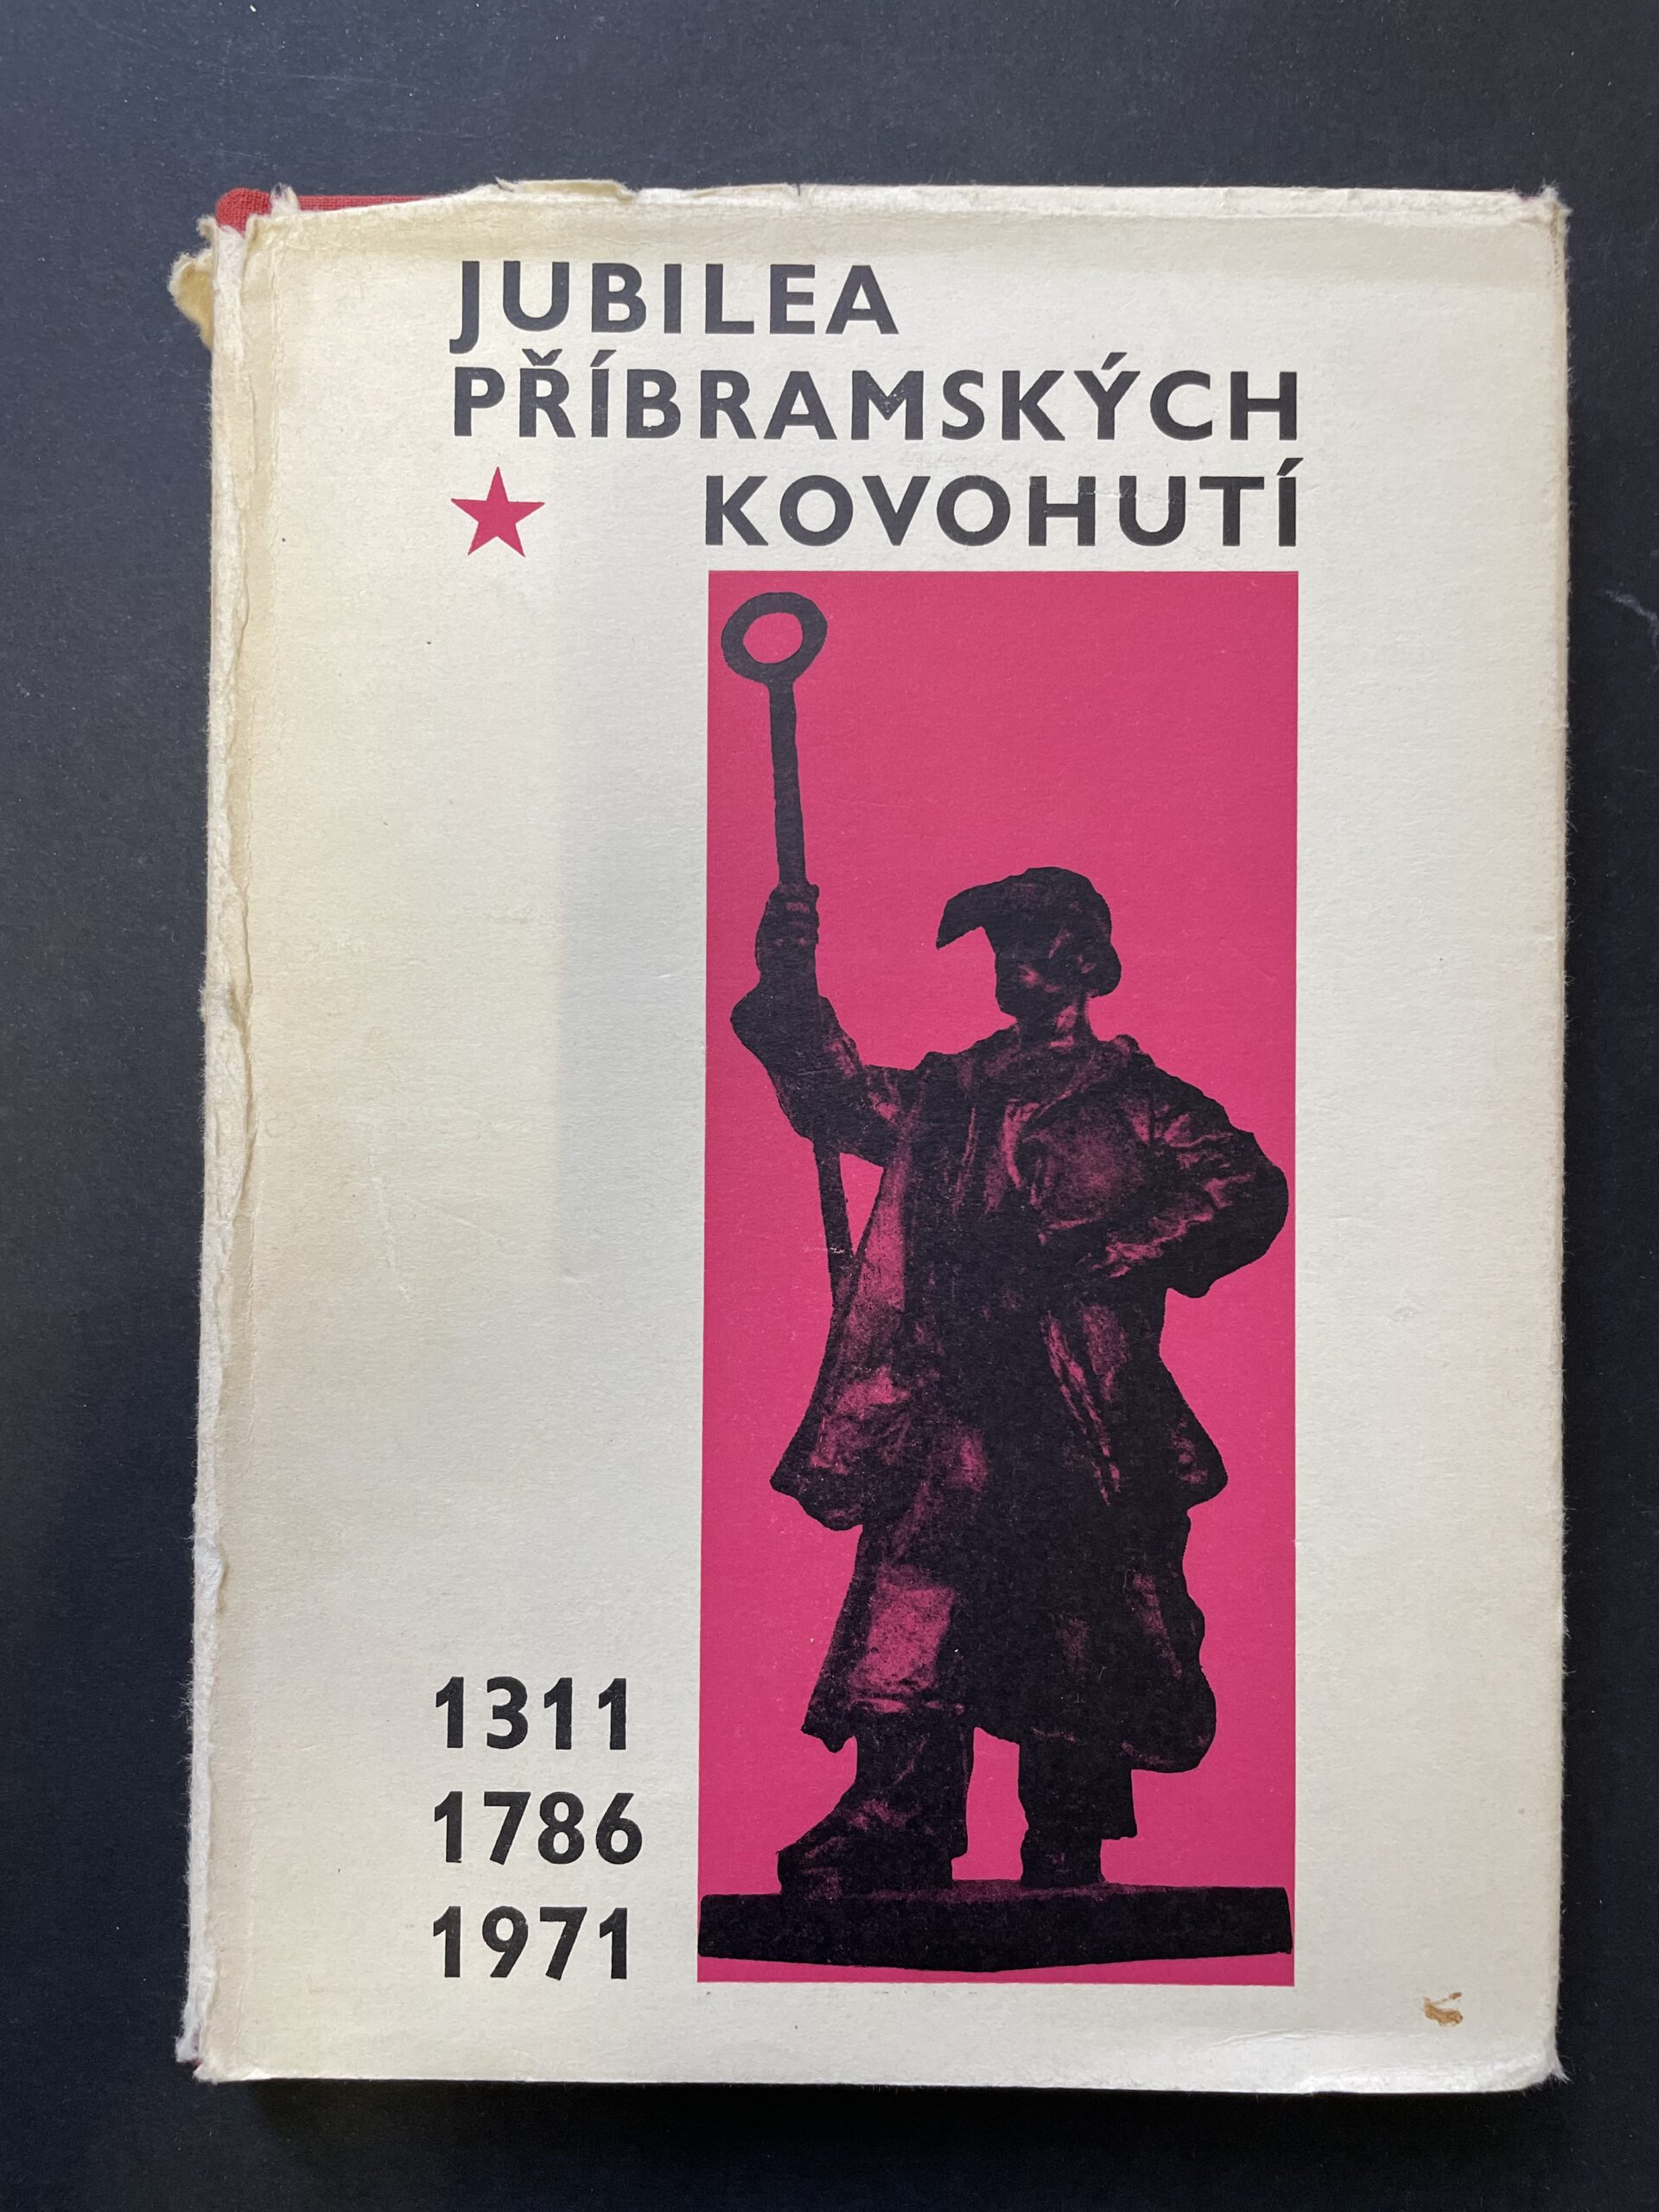 JUBILEA
PŘÍBRAMSKÝCH
KOVOHUTÍ
1311
1786
1971